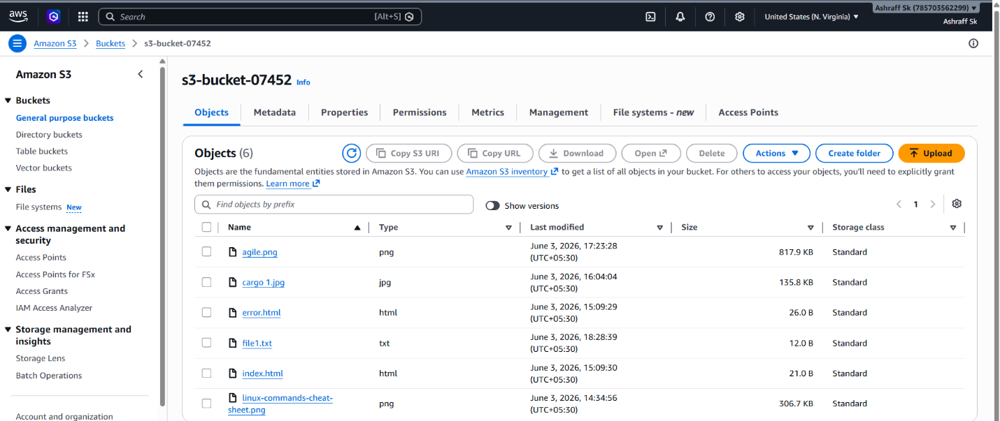 aws
Search [Alt+S]
United States (N. Virginia)
Ashraff Sk (785703562299)
Ashraff Sk
Amazon S3 > Buckets > s3-bucket-07452
Amazon S3
Buckets
General purpose buckets
Directory buckets
Table buckets
Vector buckets
Files
File systems New
Access management and
security
Access Points
Access Points for FSx
Access Grants
IAM Access Analyzer
Storage management and
insights
Storage Lens
Batch Operations
Account and organization
s3-bucket-07452 Info
Objects Metadata Properties Permissions Metrics Management File systems - new Access Points
Objects (6) Copy S3 URI Copy URL Download Open Delete Actions Create folder Upload
Objects are the fundamental entities stored in Amazon S3. You can use Amazon S3 inventory to get a list of all objects in your bucket. For others to access your objects, you'll need to explicitly grant
them permissions. Learn more
Find objects by prefix Show versions 1
Name Type Last modified Size Storage class
agile.png png June 3, 2026, 17:23:28 (UTC+05:30) 817.9 KB Standard
cargo 1.jpg jpg June 3, 2026, 16:04:04 (UTC+05:30) 135.8 KB Standard
error.html html June 3, 2026, 15:09:29 (UTC+05:30) 26.0 B Standard
file1.txt txt June 3, 2026, 18:28:39 (UTC+05:30) 12.0 B Standard
index.html html June 3, 2026, 15:09:30 (UTC+05:30) 21.0 B Standard
linux-commands-cheat-sheet.png png June 3, 2026, 14:34:56 (UTC+05:30) 306.7 KB Standard